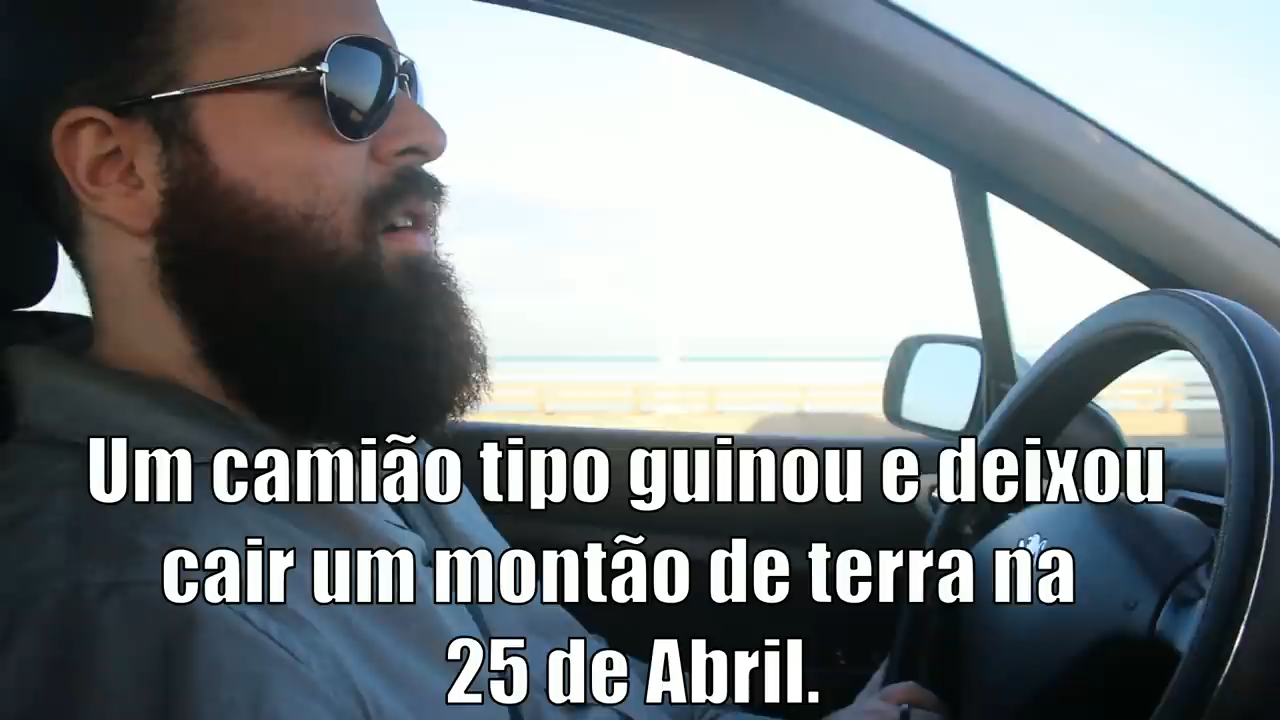 Um camião tipo guinou e deixou
cair um montão de terra na
25 de Abril.